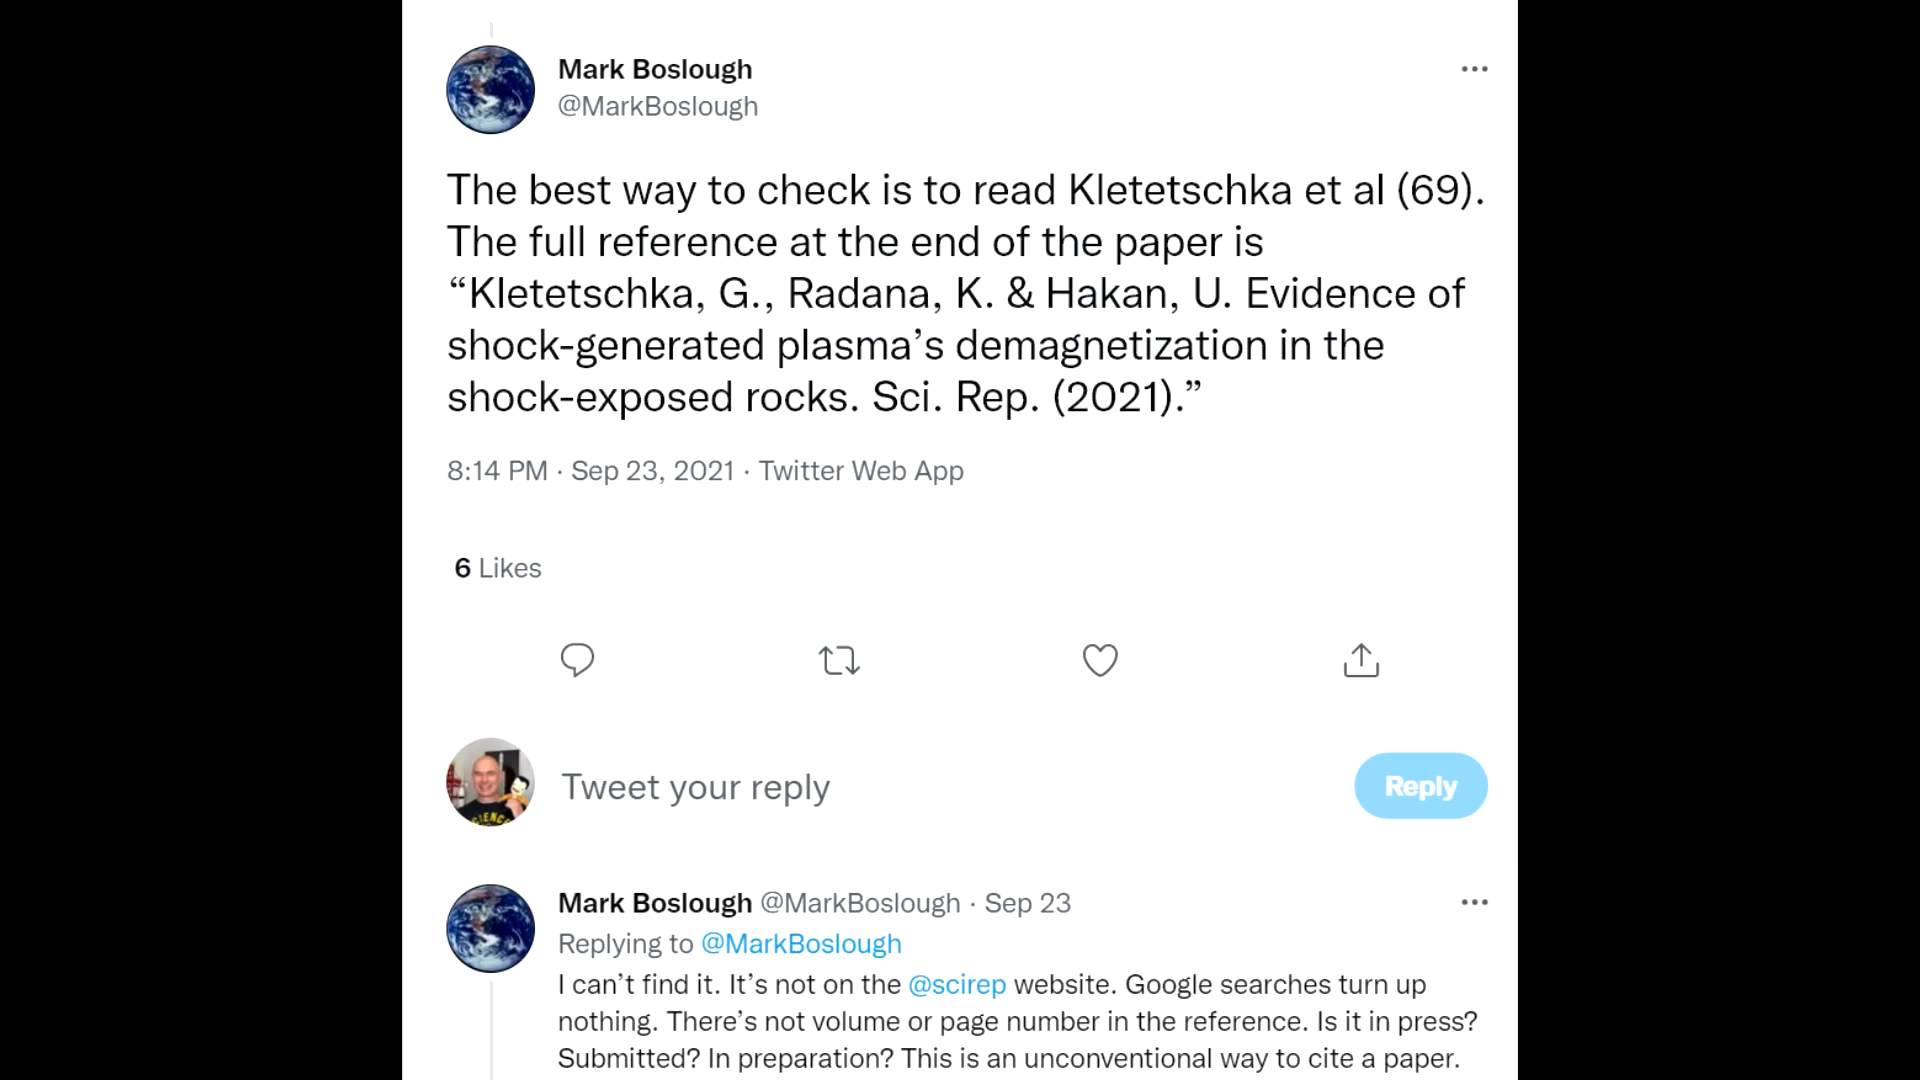 Mark Boslough
@MarkBoslough
The best way to check is to read Kletetschka et al (69).
The full reference at the end of the paper is
“Kletetschka, G., Radana, K. & Hakan, U. Evidence of
shock-generated plasma’s demagnetization in the
shock-exposed rocks. Sci. Rep. (2021).”
8:14 PM · Sep 23, 2021 · Twitter Web App
6 Likes
Tweet your reply
Reply
Mark Boslough @MarkBoslough · Sep 23
Replying to @MarkBoslough
I can’t find it. It’s not on the @scirep website. Google searches turn up
nothing. There’s not volume or page number in the reference. Is it in press?
Submitted? In preparation? This is an unconventional way to cite a paper.